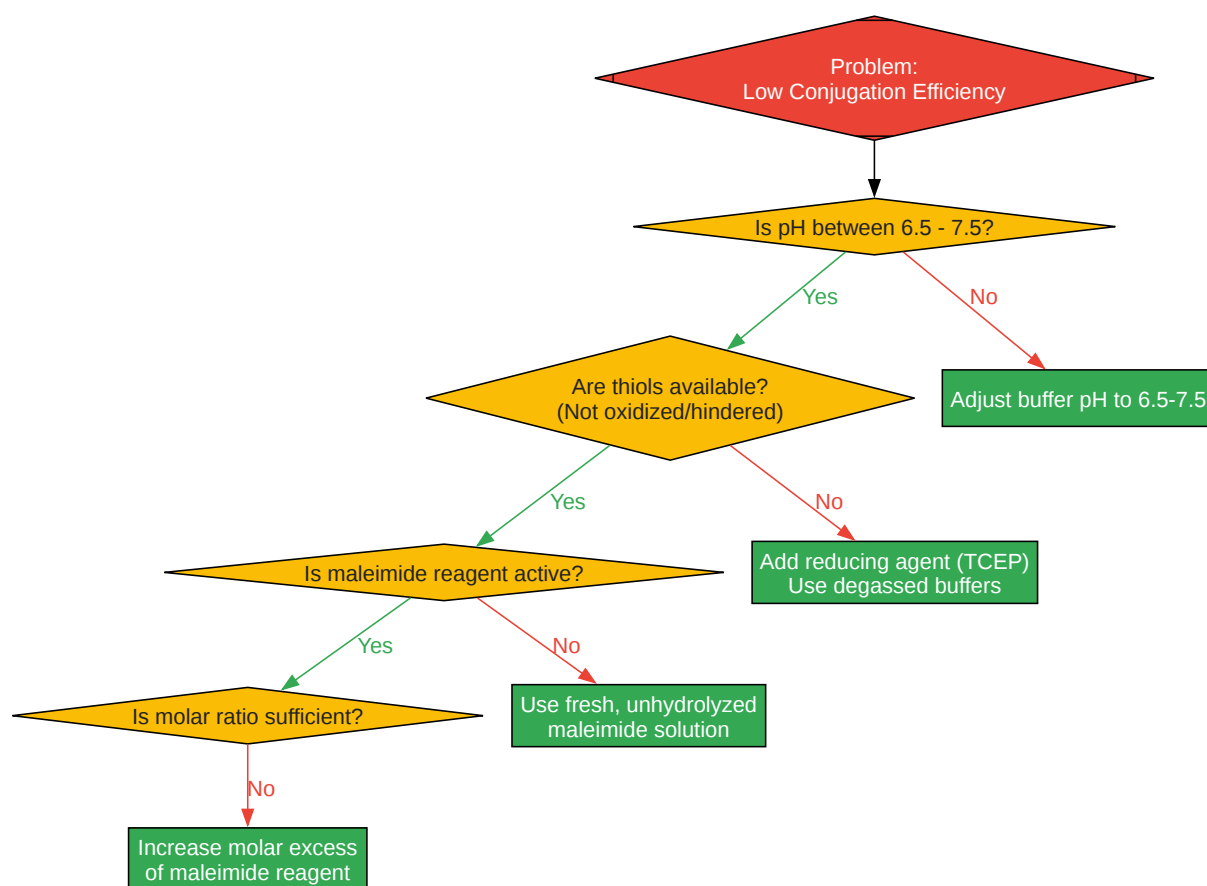 Problem:
Low Conjugation Efficiency
Is pH between 6.5 - 7.5?
Yes
No
Are thiols available?
(Not oxidized/hindered)
Adjust buffer pH to 6.5-7.5
Yes
No
Is maleimide reagent active?
Add reducing agent (TCEP)
Use degassed buffers
Yes
No
Is molar ratio sufficient?
Use fresh, unhydrolyzed
maleimide solution
No
Increase molar excess
of maleimide reagent